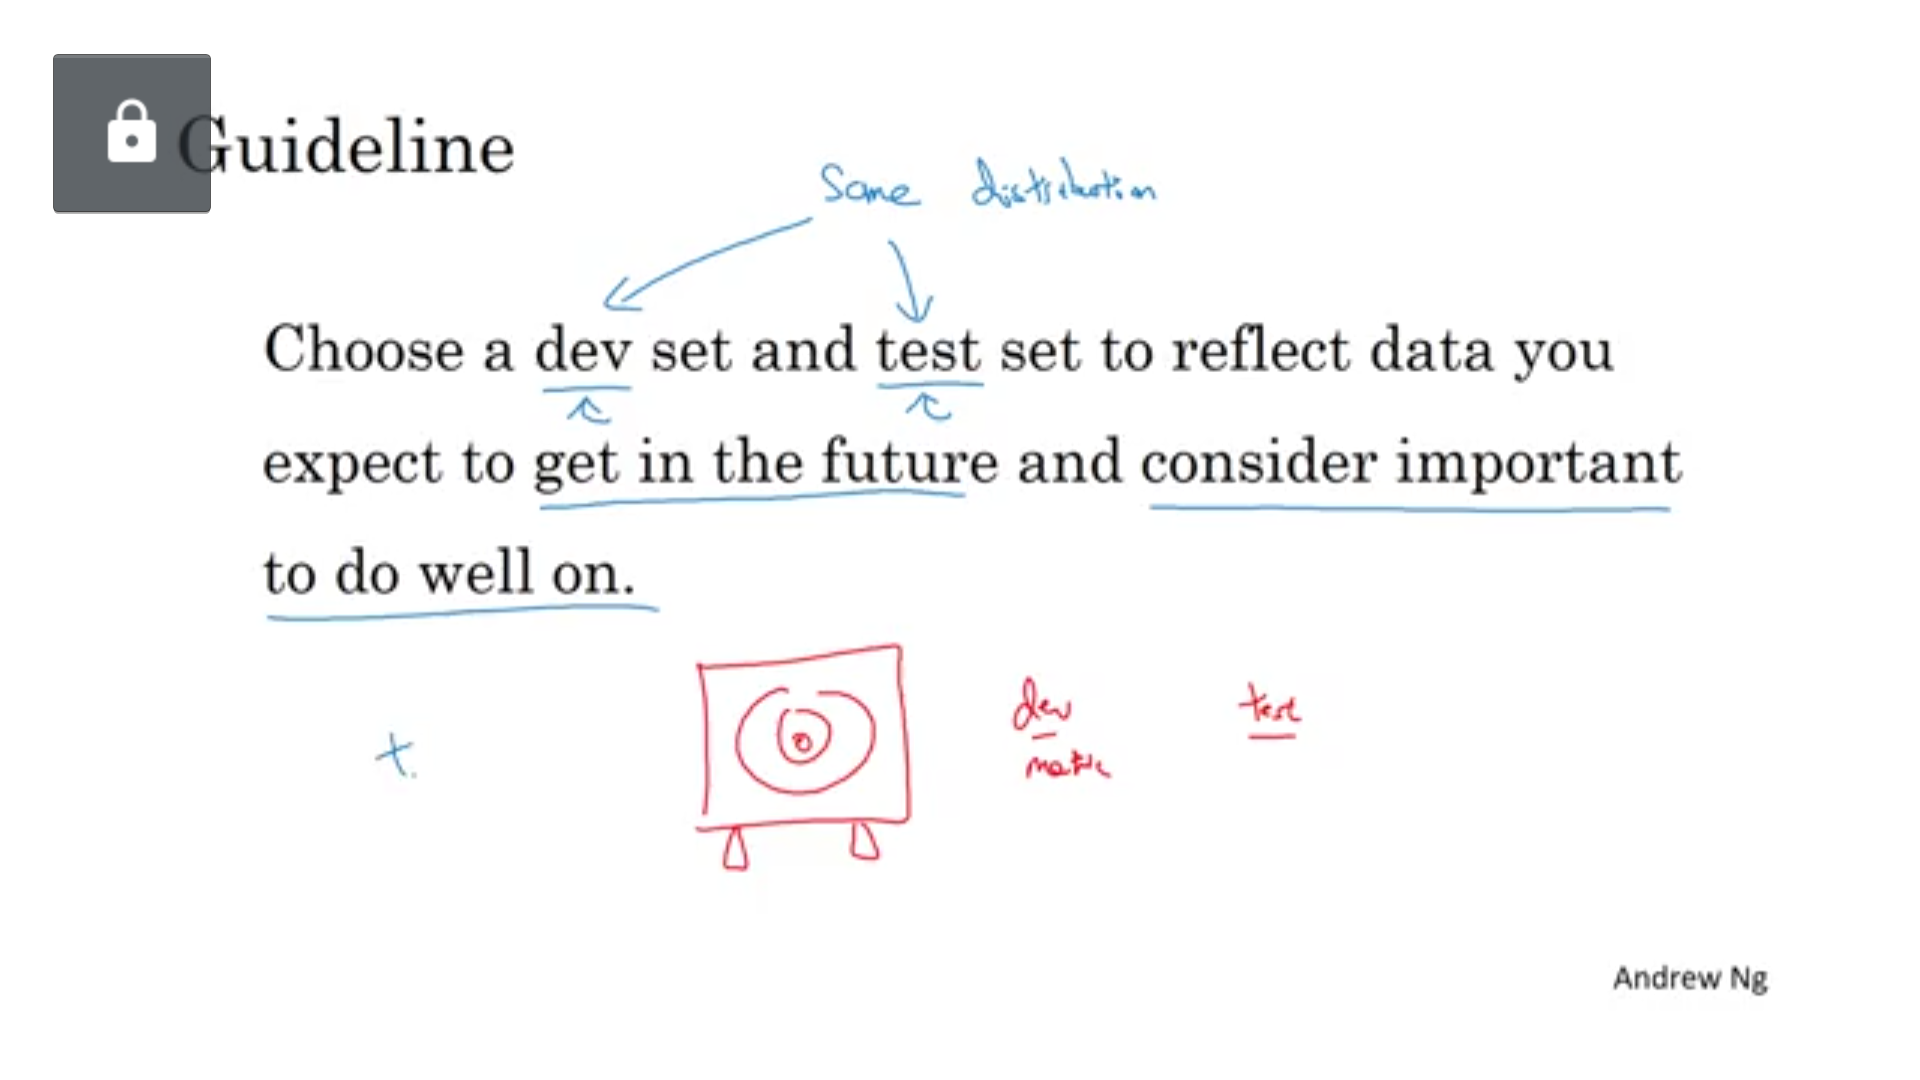 Guideline
Same distribution
Choose a dev set and test set to reflect data you
expect to get in the future and consider important
to do well on.
dev
test
metric
t.
Andrew Ng